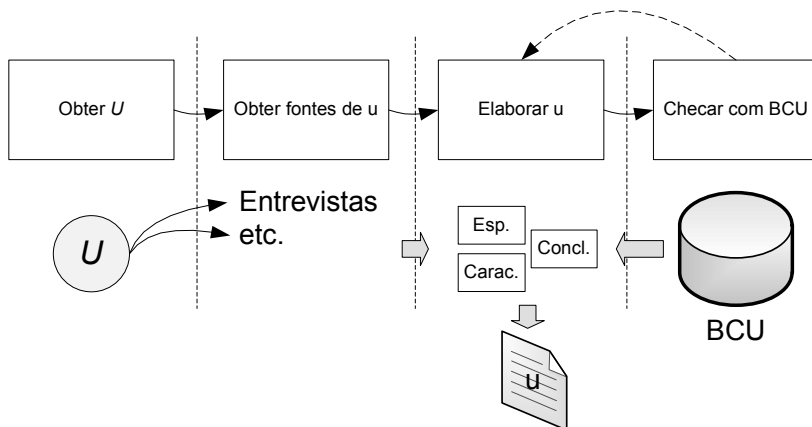 Obter U
Obter fontes de u
Elaborar u
Checar com BCU
U
Entrevistas
etc.
Esp.
Concl.
Carac.
BCU
u